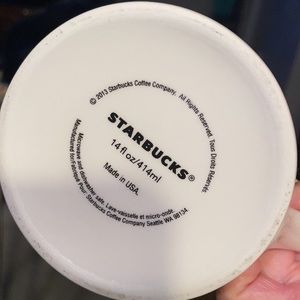 © 2013 Starbucks Coffee Company. All Rights Reserved. Tous Droits Réservés.
STARBUCKS®
14 fl oz/414ml
Made in USA.
Microwave and dishwasher safe. Lave-vaisselle et micro-onde.
Manufactured for/Fabriqué Pour: Starbucks Coffee Company Seattle, WA 98134